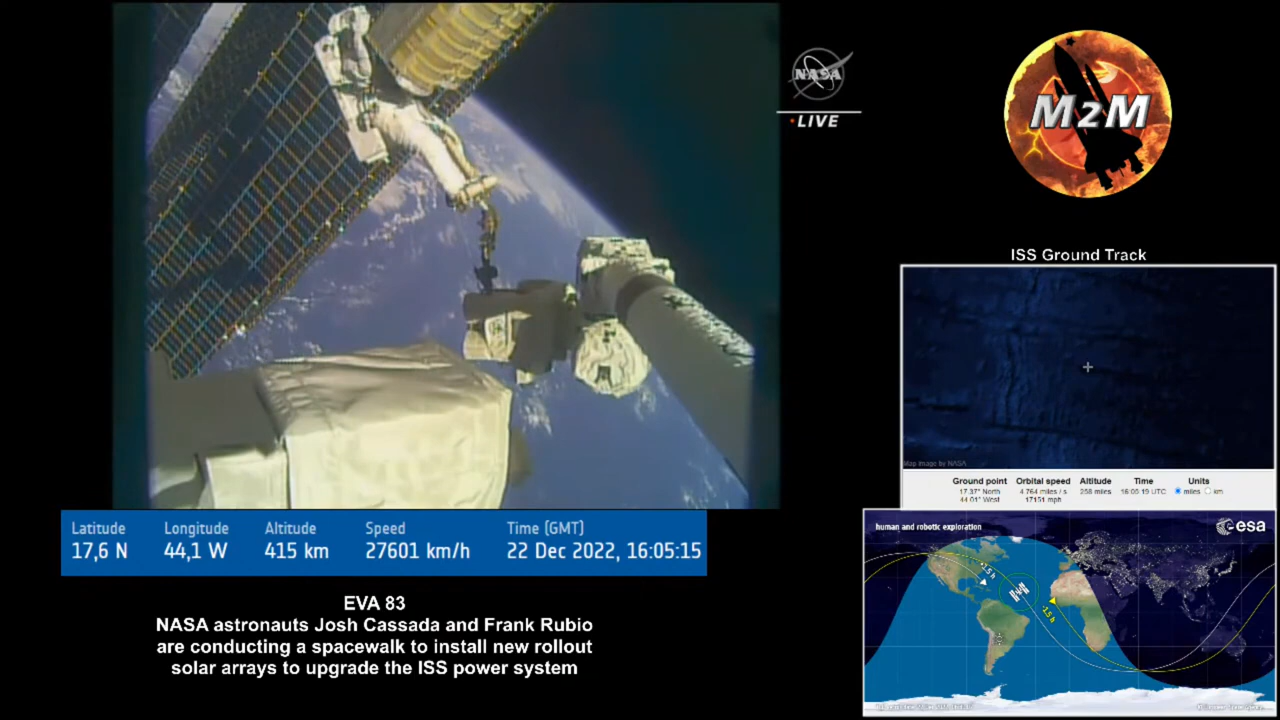 NASA
LIVE
M2M
ISS Ground Track
Map image by NASA
Ground point Orbital speed Altitude Time Units
17.37° North 4.764 miles / s 258 miles 16:05:19 UTC miles km
44.01° West 17151 mph
Latitude Longitude Altitude Speed Time (GMT)
17,6 N 44,1 W 415 km 27601 km/h 22 Dec 2022, 16:05:15
human and robotic exploration
esa
+1.5 h
-1.5 h
EVA 83
NASA astronauts Josh Cassada and Frank Rubio
are conducting a spacewalk to install new rollout
solar arrays to upgrade the ISS power system